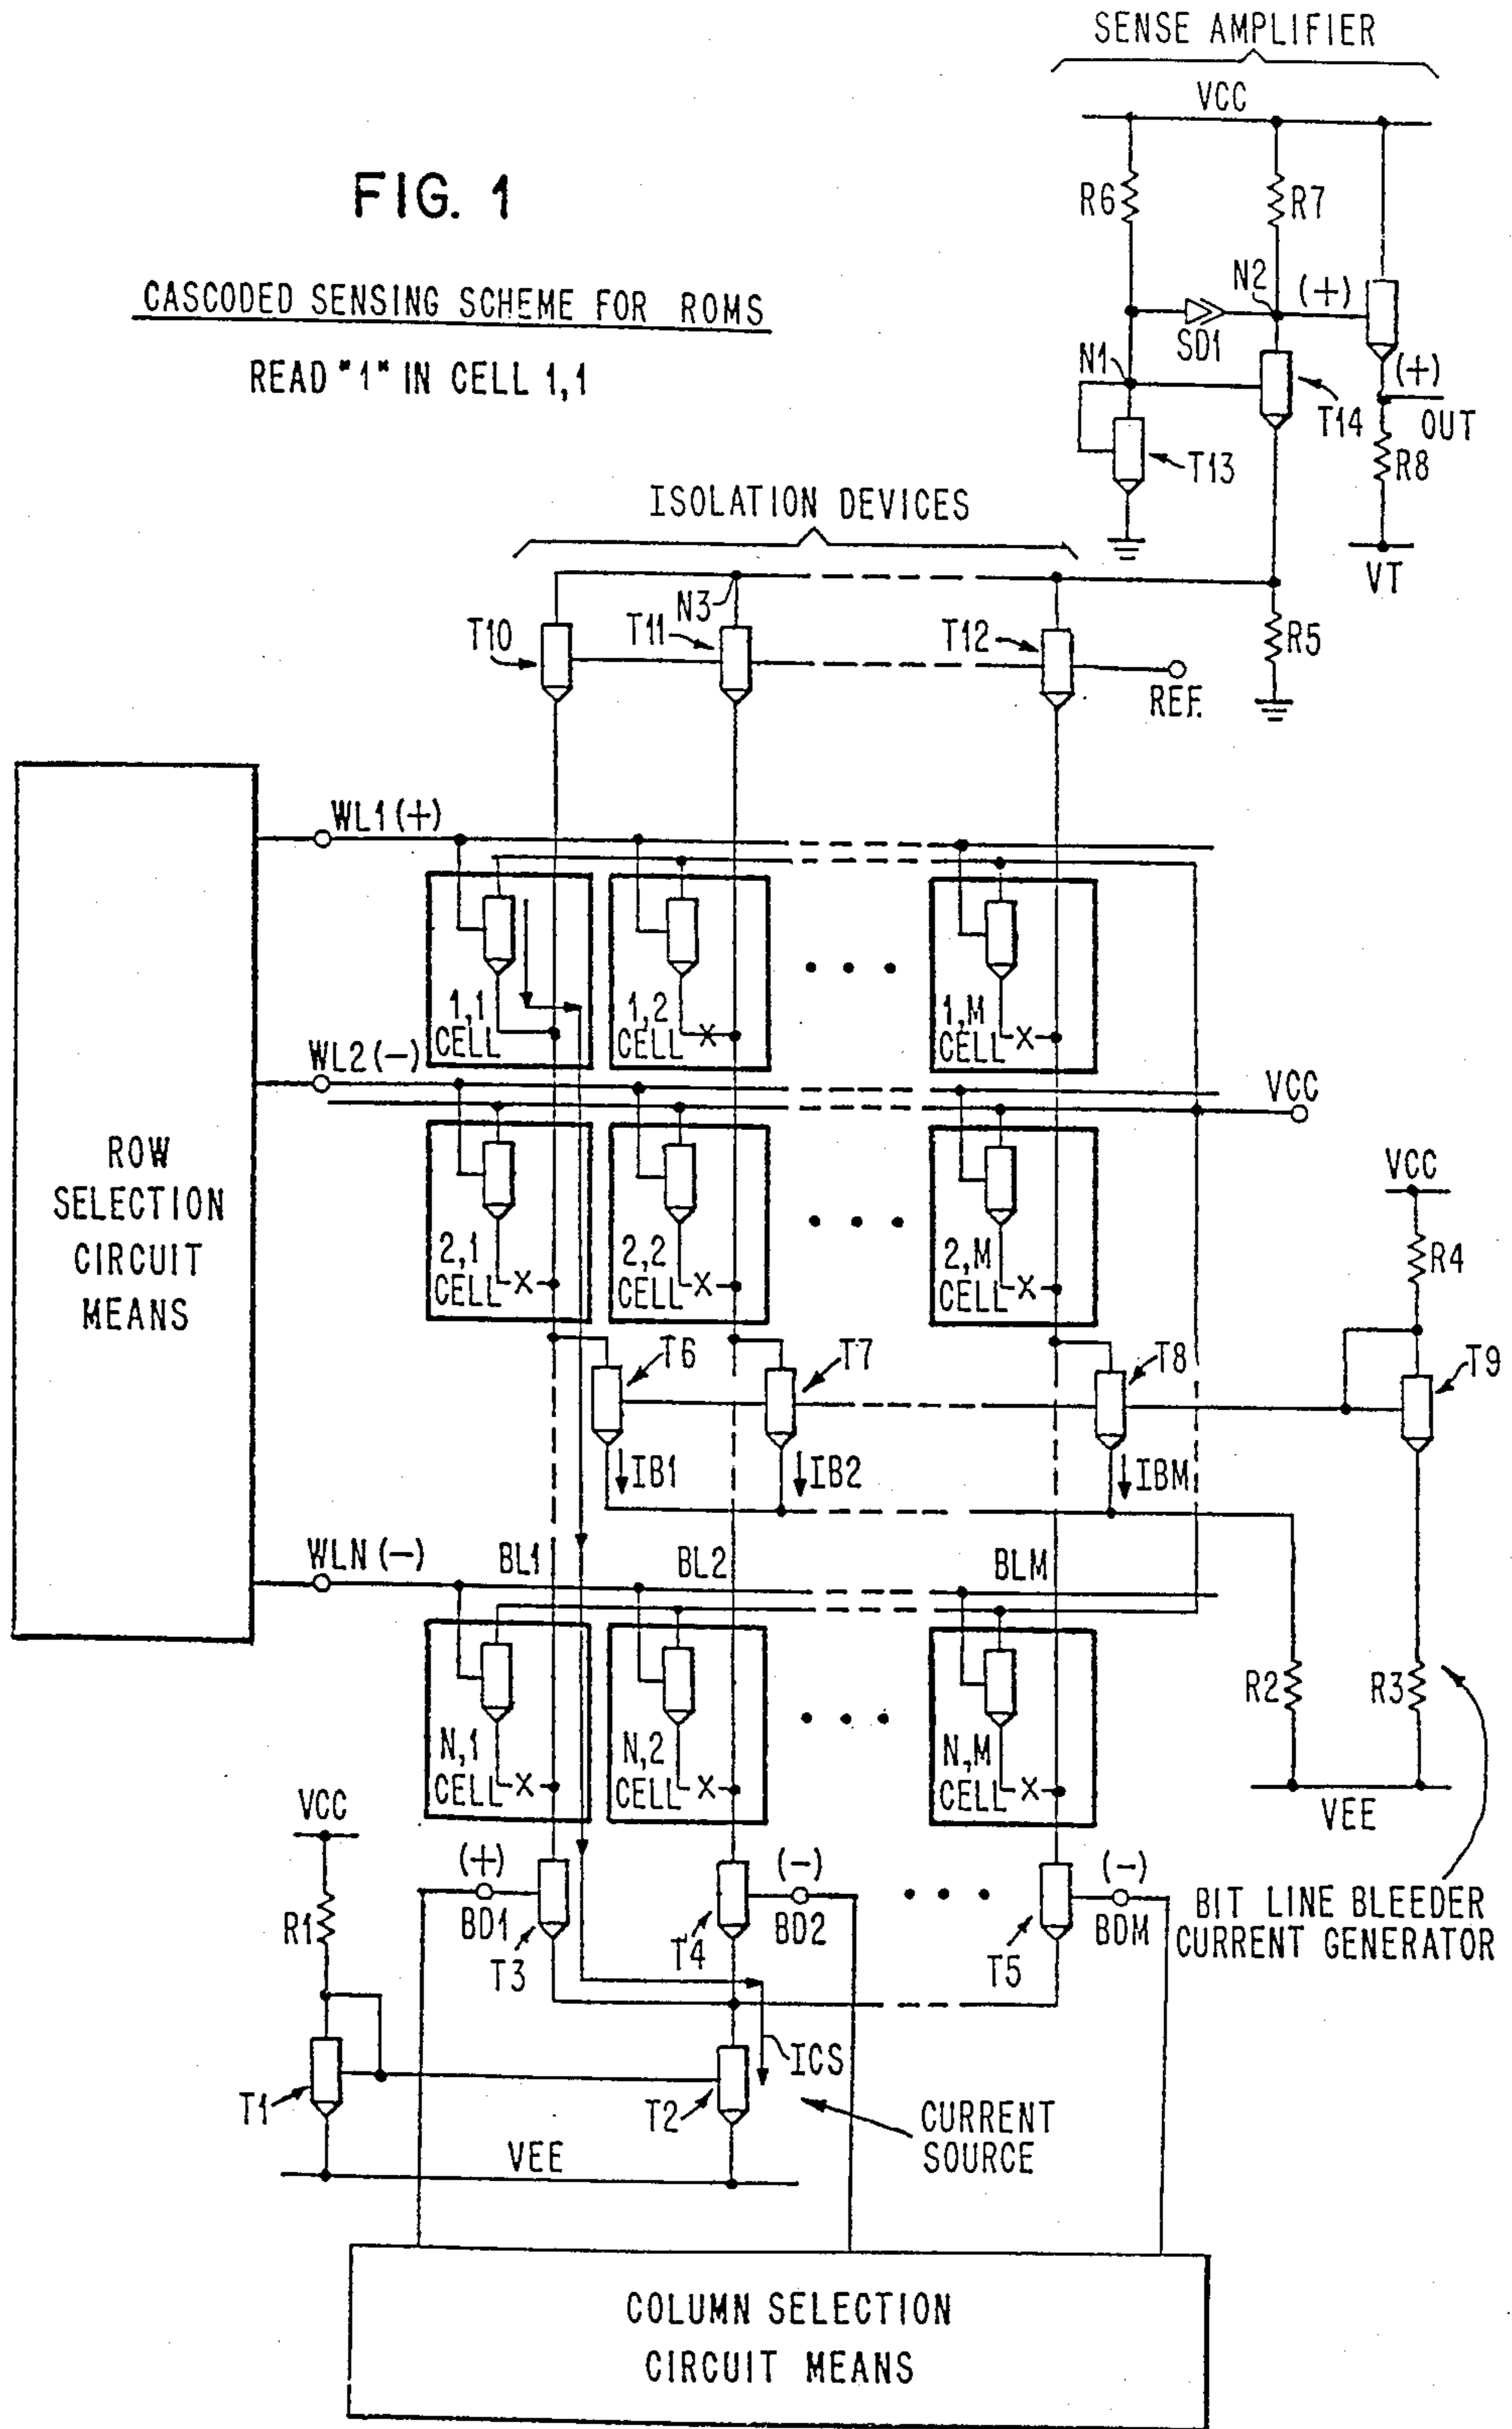 SENSE AMPLIFIER
VCC
FIG. 1
R6
R7
CASCODED SENSING SCHEME FOR ROMS
N2
(+)
SD1
READ "1" IN CELL 1,1
N1
(+)
T14
OUT
T13
R8
ISOLATION DEVICES
VT
N3
T10
T11
T12
R5
REF.
WL1 (+)
1,1
CELL
1,2
CELL
X
1,M
CELL
X
WL2 (-)
VCC
ROW
SELECTION
CIRCUIT
MEANS
VCC
R4
2,1
CELL
X
2,2
CELL
X
2,M
CELL
X
T6
T7
T8
T9
IB1
IB2
IBM
WLN (-)
BL1
BL2
BLM
R2
R3
N,1
CELL
X
N,2
CELL
X
N,M
CELL
X
VCC
VEE
(+)
(-)
(-)
R1
BD1
BD2
BDM
BIT LINE BLEEDER
CURRENT GENERATOR
T3
T4
T5
ICS
T1
T2
CURRENT
SOURCE
VEE
COLUMN SELECTION
CIRCUIT MEANS